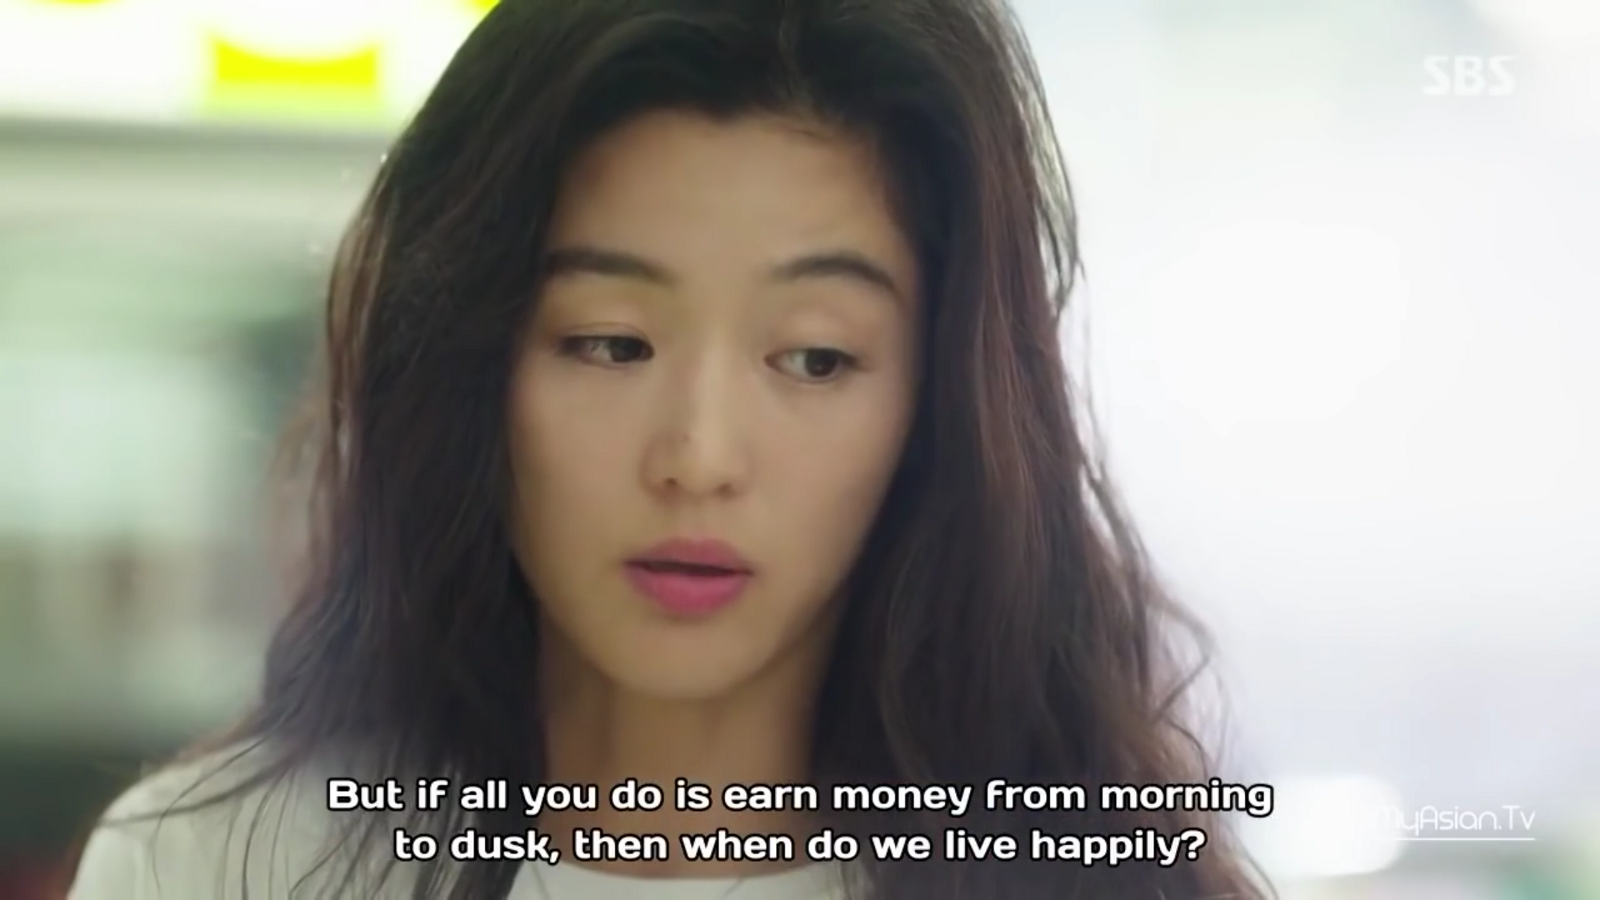 SBS
But if all you do is earn money from morning
to dusk, then when do we live happily?
MyAsian.Tv